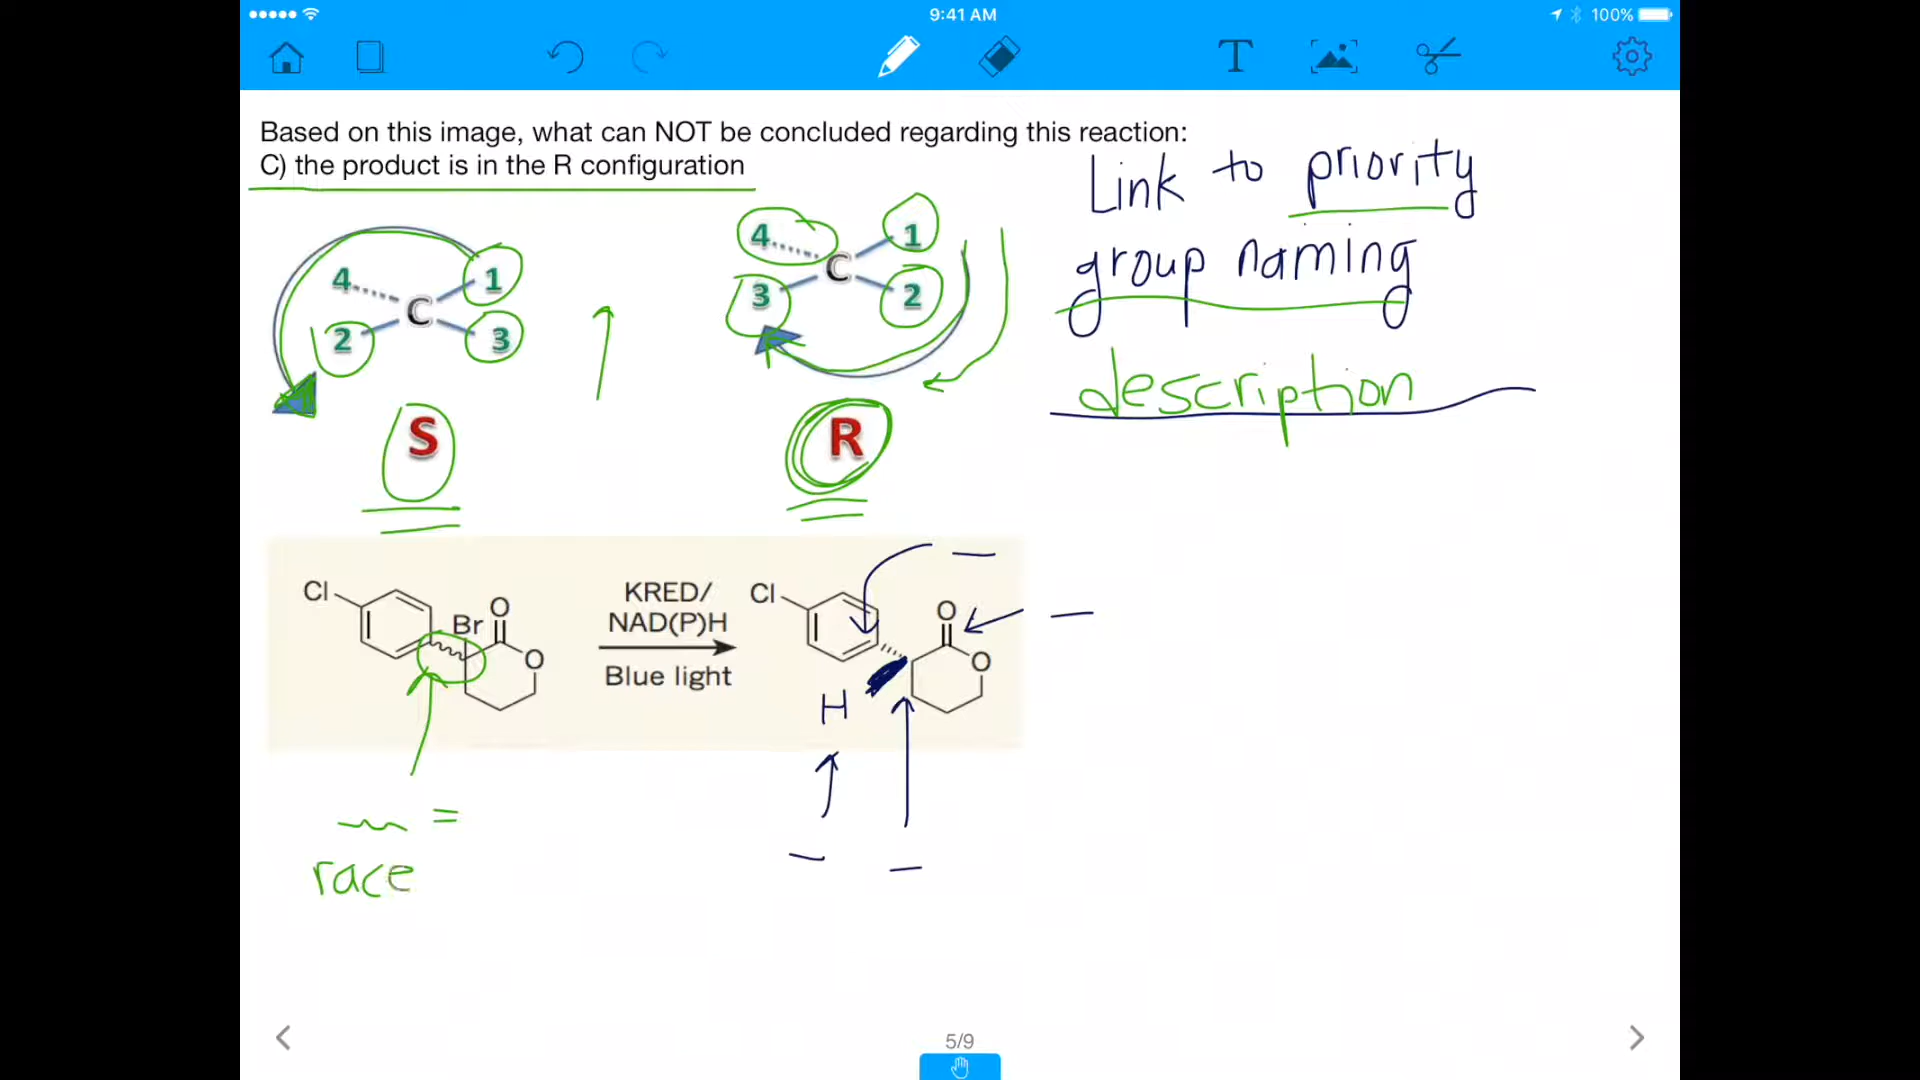 9:41 AM
100%
T
Based on this image, what can NOT be concluded regarding this reaction:
C) the product is in the R configuration
Link to priority
group naming
description
4 1
C
2 3
S
4 1
C
3 2
R
Cl
Br
O
O
KRED/
NAD(P)H
Blue light
Cl
O
O
H
=
race
5/9